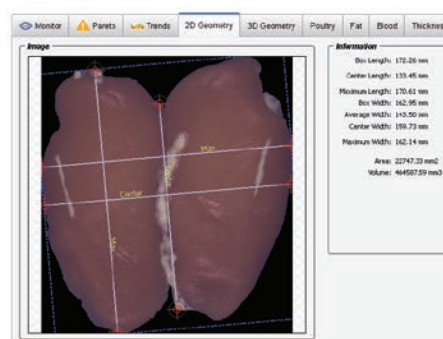 Monitor Parets Trends 2D Geometry 3D Geometry Poultry Fat Blood Thickness
Image
Information
Box Length: 172.26 mm
Center Length: 133.45 mm
Maximum Length: 170.61 mm
Box Width: 162.95 mm
Average Width: 143.50 mm
Center Width: 159.73 mm
Maximum Width: 162.14 mm
Area: 22747.33 mm2
Volume: 464587.59 mm3
Max
Center
Max